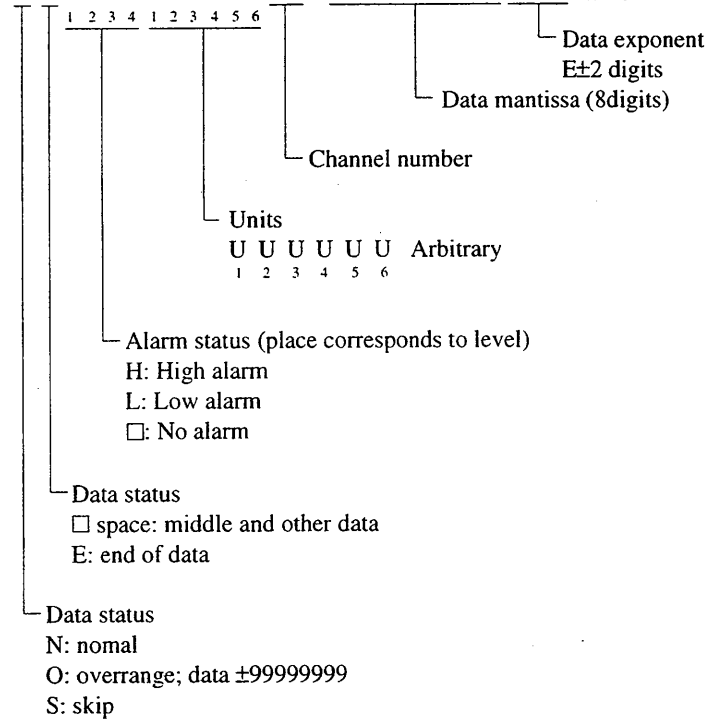 1 2 3 4 1 2 3 4 5 6
Data exponent
E±2 digits
Data mantissa (8digits)
Channel number
Units
U U U U U U Arbitrary
1 2 3 4 5 6
Alarm status (place corresponds to level)
H: High alarm
L: Low alarm
□: No alarm
Data status
□ space: middle and other data
E: end of data
Data status
N: nomal
O: overrange; data ±99999999
S: skip